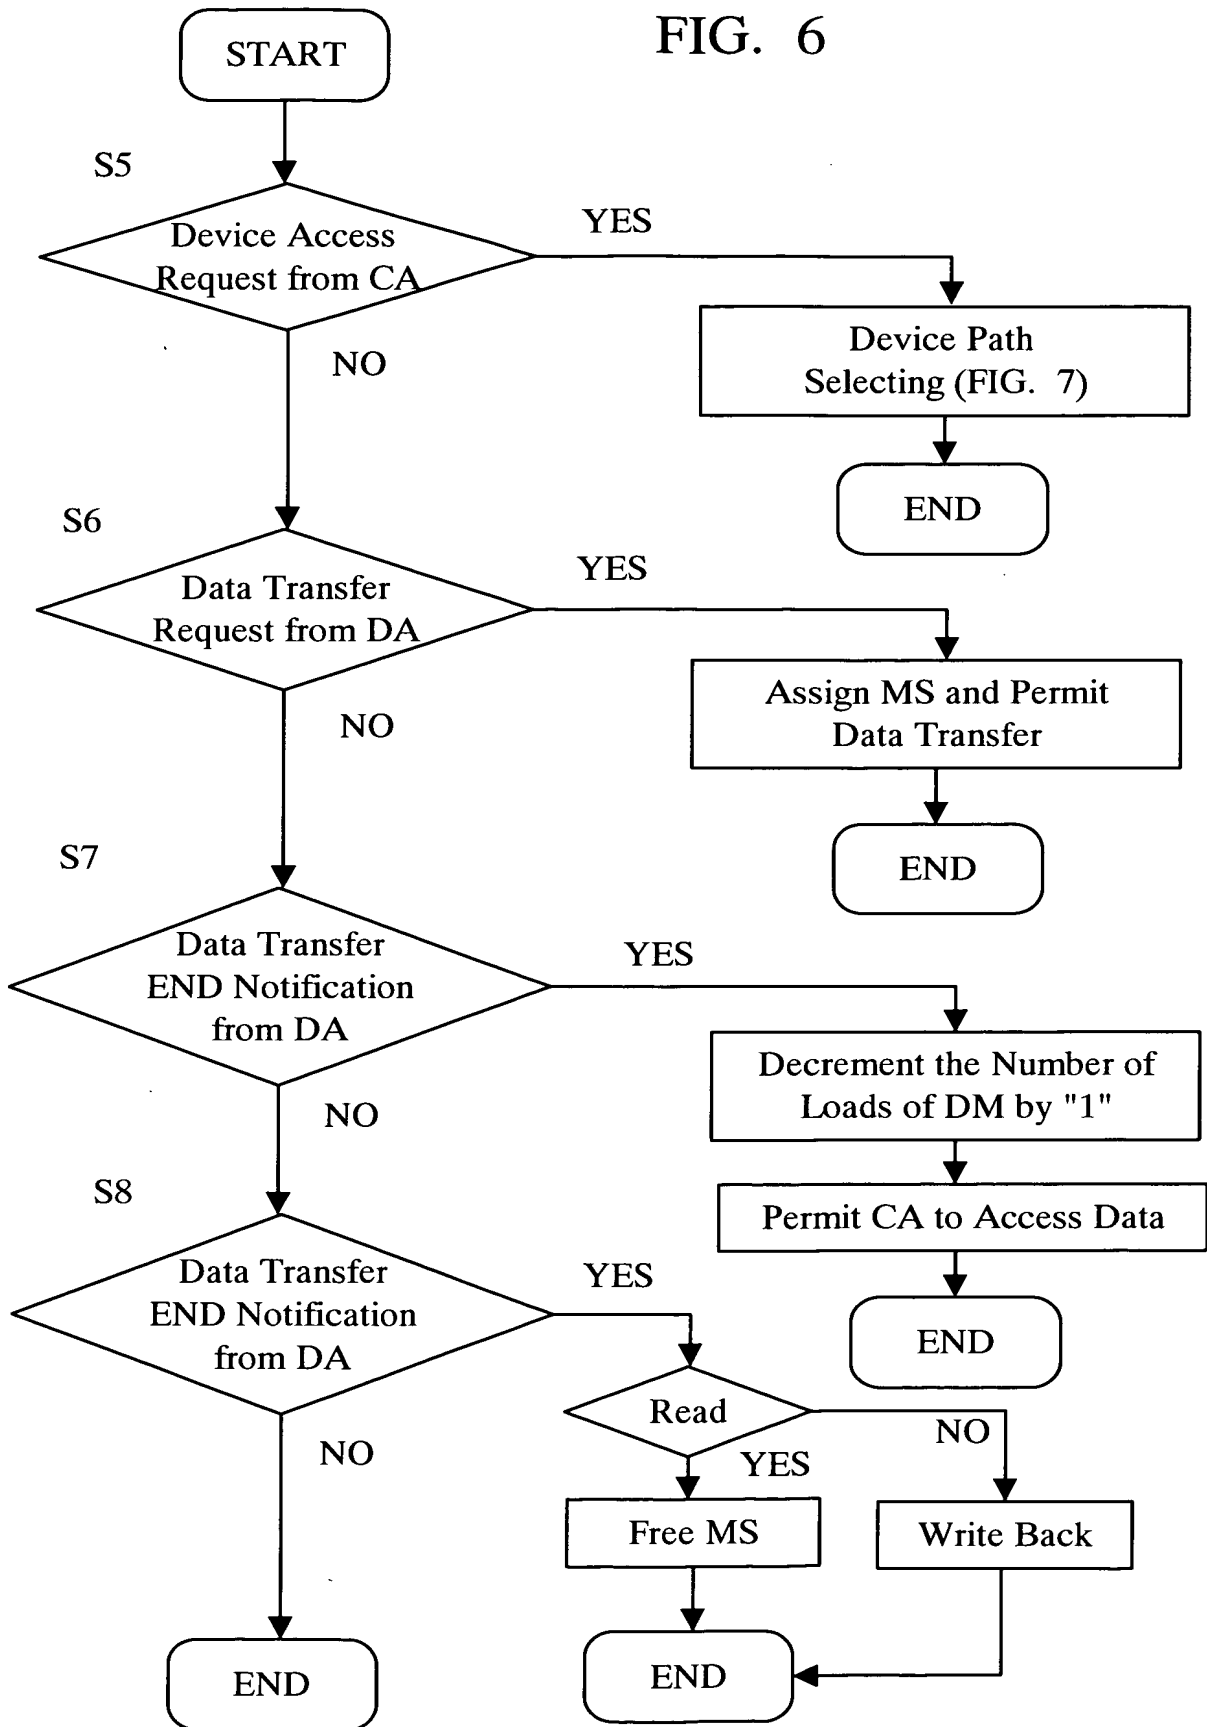 FIG. 6
START
S5
Device Access
Request from CA
YES
NO
Device Path
Selecting (FIG. 7)
END
S6
Data Transfer
Request from DA
YES
NO
Assign MS and Permit
Data Transfer
END
S7
Data Transfer
END Notification
from DA
YES
NO
Decrement the Number of
Loads of DM by "1"
Permit CA to Access Data
END
S8
Data Transfer
END Notification
from DA
YES
NO
Read
NO
YES
Free MS
Write Back
END
END